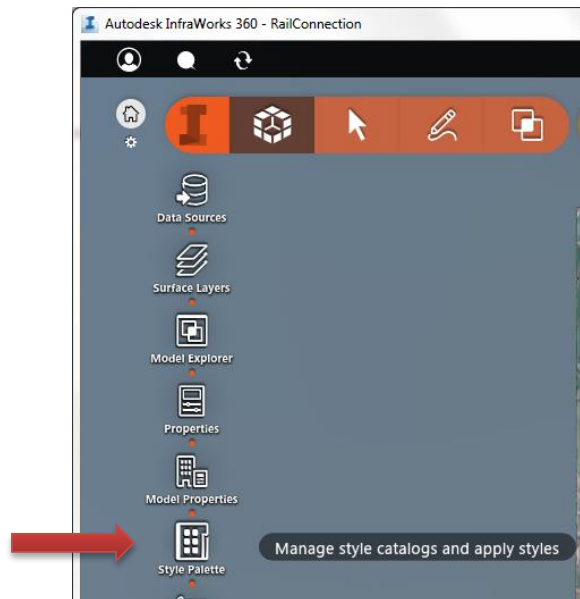 Autodesk InfraWorks 360 - RailConnection
Data Sources
Surface Layers
Model Explorer
Properties
Model Properties
Style Palette
Manage style catalogs and apply styles